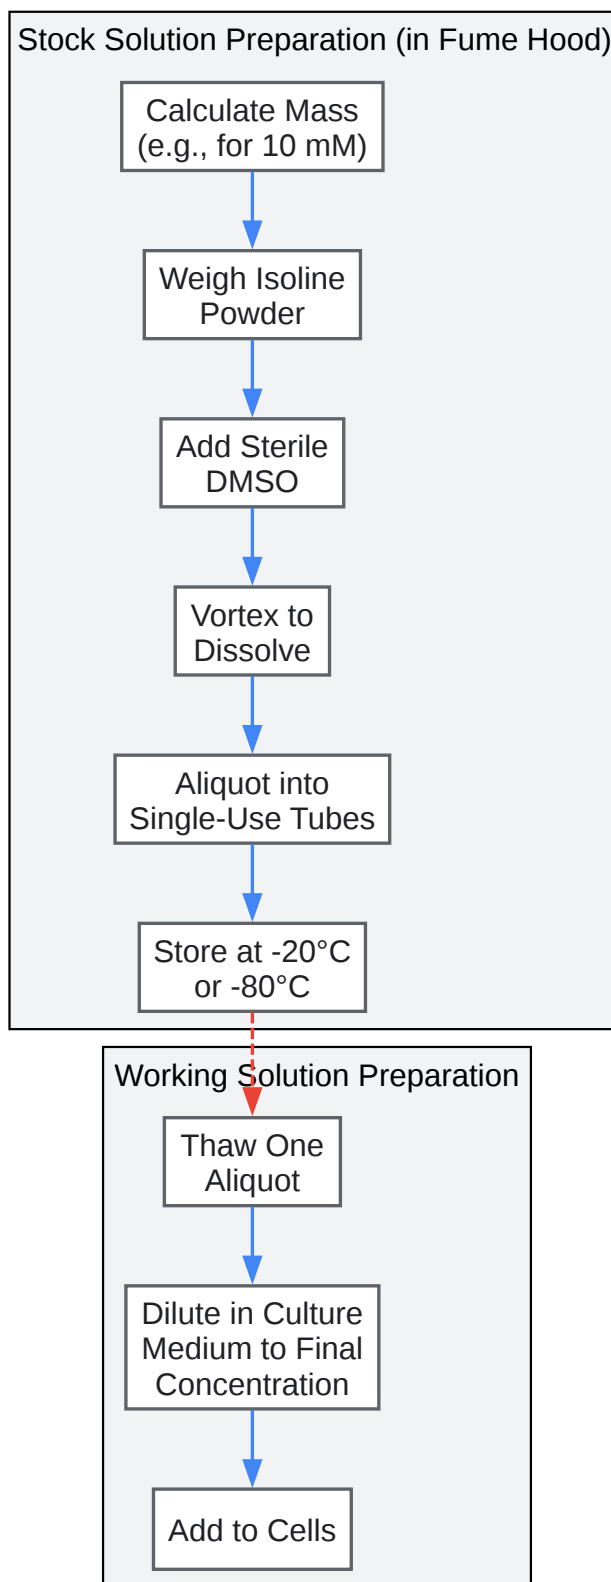 Stock Solution Preparation (in Fume Hood)
Calculate Mass
(e.g., for 10 mM)
Weigh Isoline
Powder
Add Sterile
DMSO
Vortex to
Dissolve
Aliquot into
Single-Use Tubes
Store at -20°C
or -80°C
Working Solution Preparation
Thaw One
Aliquot
Dilute in Culture
Medium to Final
Concentration
Add to Cells